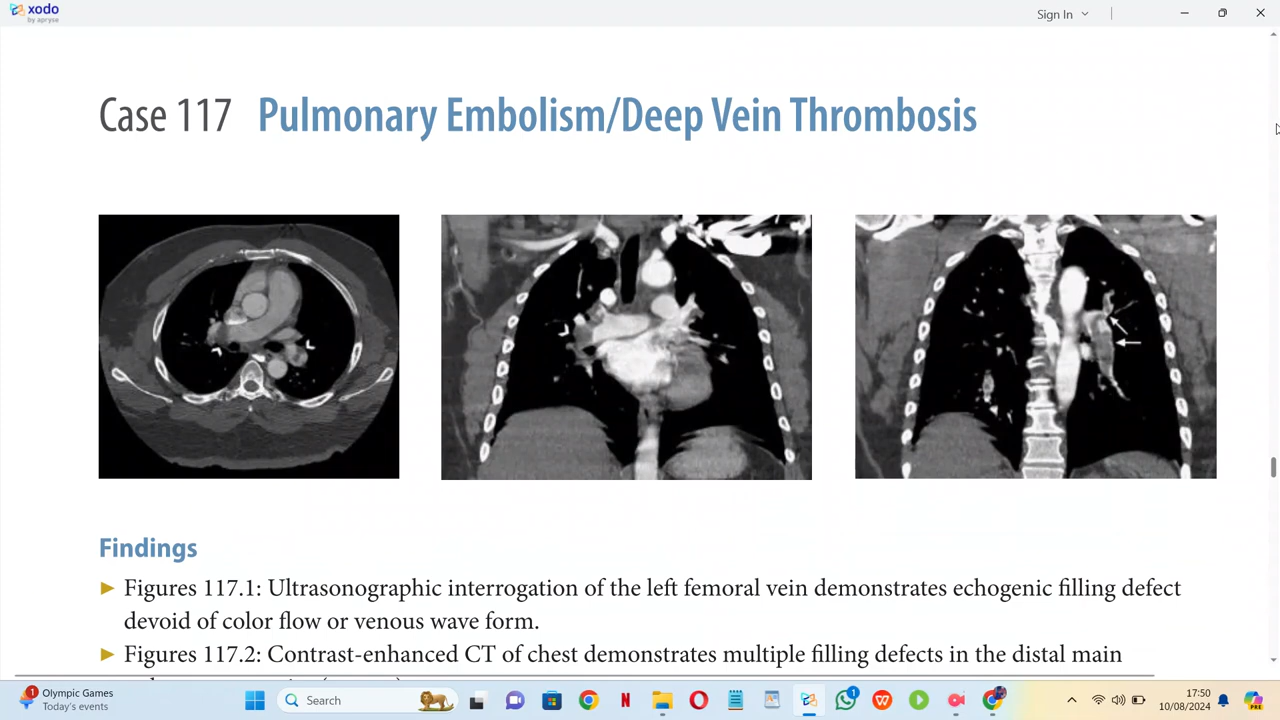 xodo
by apryse
Sign In
Case 117 Pulmonary Embolism/Deep Vein Thrombosis
Findings
► Figures 117.1: Ultrasonographic interrogation of the left femoral vein demonstrates echogenic filling defect
devoid of color flow or venous wave form.
► Figures 117.2: Contrast-enhanced CT of chest demonstrates multiple filling defects in the distal main
1
Olympic Games
Today's events
Search
1
17:50
10/08/2024
PRE